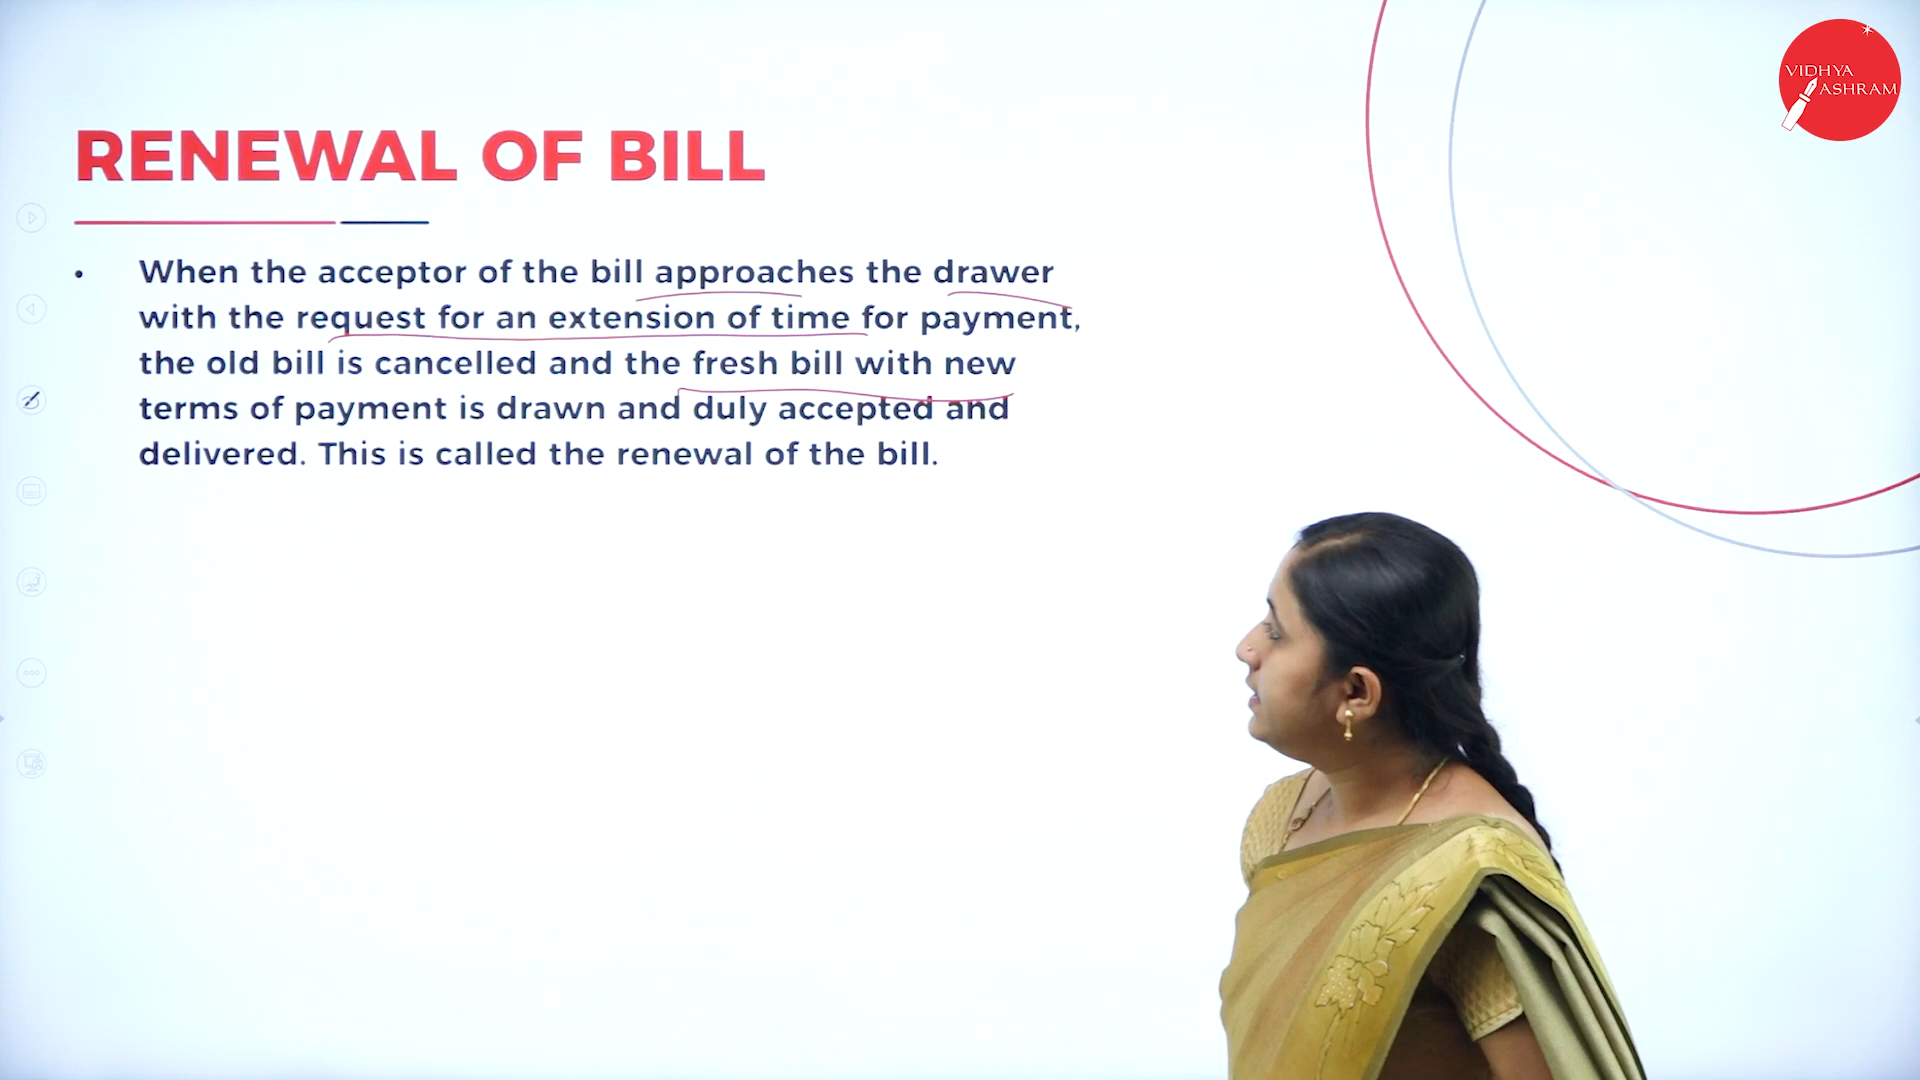 VIDHYA
ASHRAM
RENEWAL OF BILL
• When the acceptor of the bill approaches the drawer
with the request for an extension of time for payment,
the old bill is cancelled and the fresh bill with new
terms of payment is drawn and duly accepted and
delivered. This is called the renewal of the bill.